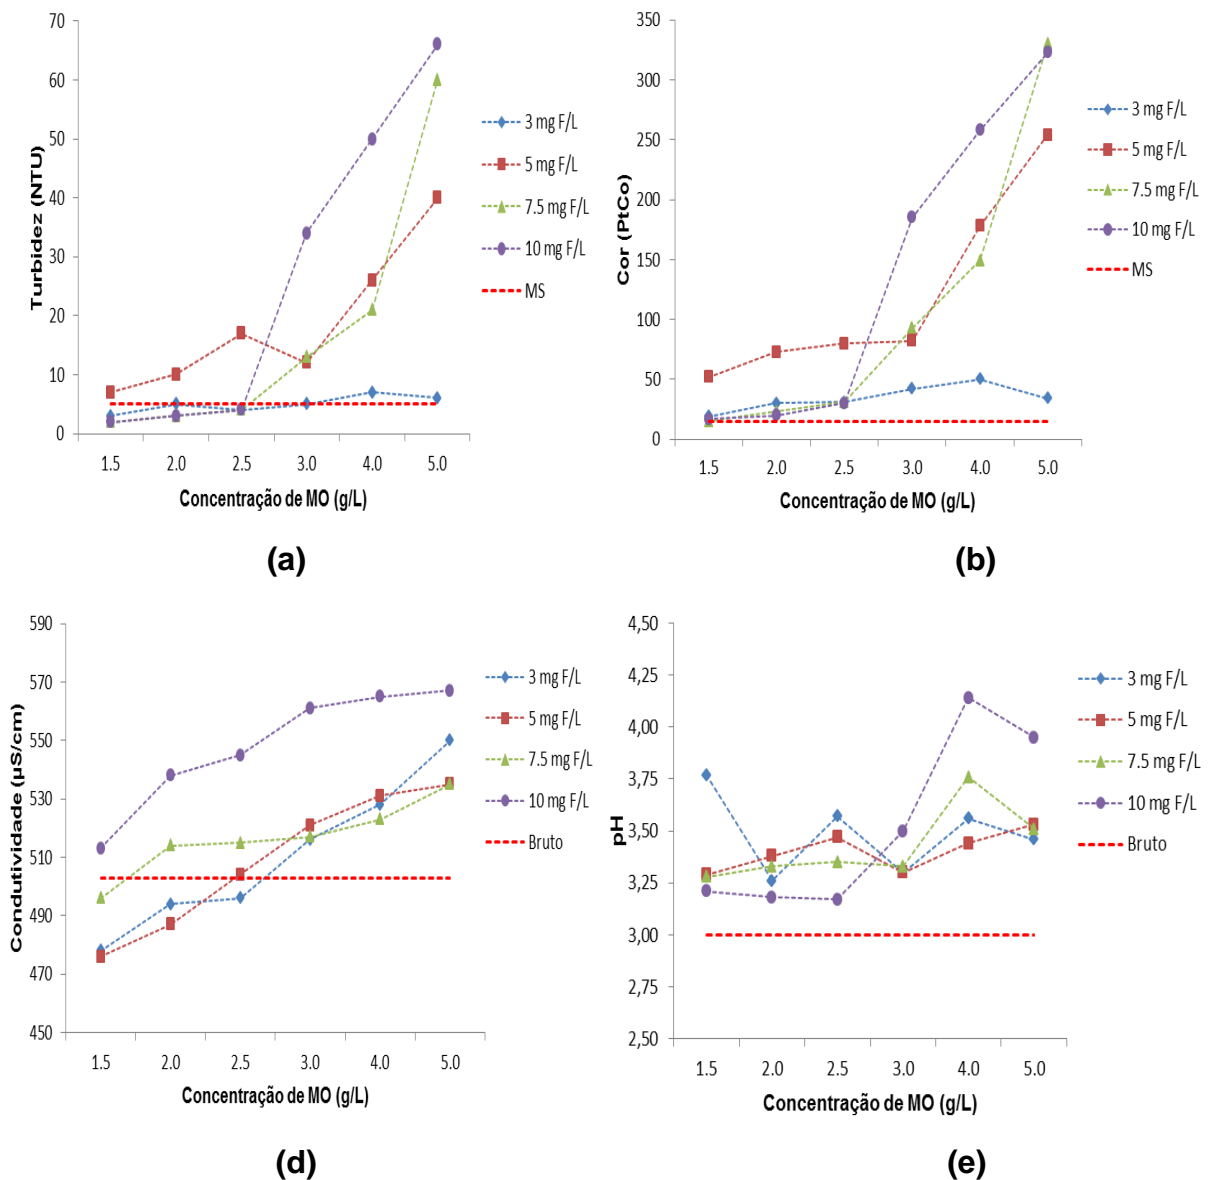 70
60
50
40
30
20
10
0
Turbidez (NTU)
1.5 2.0 2.5 3.0 4.0 5.0
Concentração de MO (g/L)
3 mg F/L
5 mg F/L
7.5 mg F/L
10 mg F/L
MS
(a)
350
300
250
200
150
100
50
0
Cor (PtCo)
1.5 2.0 2.5 3.0 4.0 5.0
Concentração de MO (g/L)
3 mg F/L
5 mg F/L
7.5 mg F/L
10 mg F/L
MS
(b)
590
570
550
530
510
490
470
450
Condutividade (µS/cm)
1.5 2.0 2.5 3.0 4.0 5.0
Concentração de MO (g/L)
3 mg F/L
5 mg F/L
7.5 mg F/L
10 mg F/L
Bruto
(d)
4,50
4,25
4,00
3,75
3,50
3,25
3,00
2,75
2,50
pH
1.5 2.0 2.5 3.0 4.0 5.0
Concentração de MO (g/L)
3 mg F/L
5 mg F/L
7.5 mg F/L
10 mg F/L
Bruto
(e)